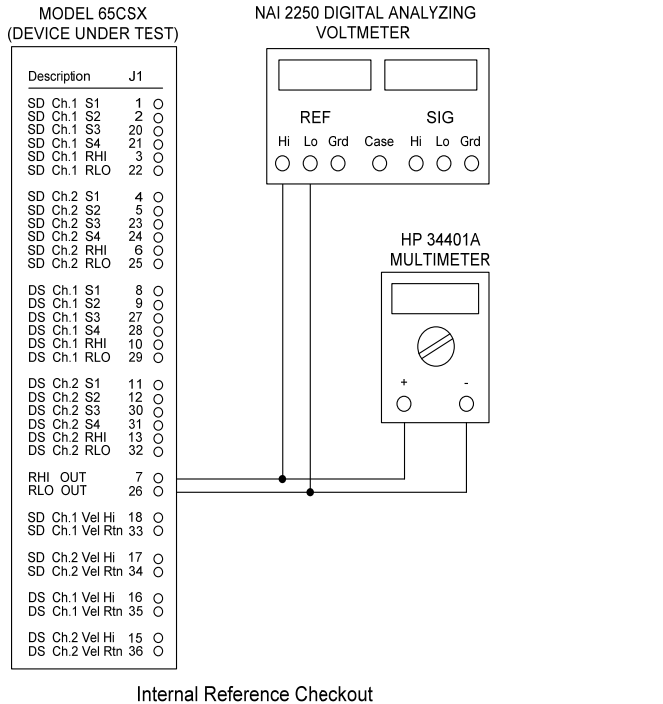 MODEL 65CSX
(DEVICE UNDER TEST)
Description J1
SD Ch.1 S1 1
SD Ch.1 S2 2
SD Ch.1 S3 20
SD Ch.1 S4 21
SD Ch.1 RHI 3
SD Ch.1 RLO 22
SD Ch.2 S1 4
SD Ch.2 S2 5
SD Ch.2 S3 23
SD Ch.2 S4 24
SD Ch.2 RHI 6
SD Ch.2 RLO 25
DS Ch.1 S1 8
DS Ch.1 S2 9
DS Ch.1 S3 27
DS Ch.1 S4 28
DS Ch.1 RHI 10
DS Ch.1 RLO 29
DS Ch.2 S1 11
DS Ch.2 S2 12
DS Ch.2 S3 30
DS Ch.2 S4 31
DS Ch.2 RHI 13
DS Ch.2 RLO 32
RHI OUT 7
RLO OUT 26
SD Ch.1 Vel Hi 18
SD Ch.1 Vel Rtn 33
SD Ch.2 Vel Hi 17
SD Ch.2 Vel Rtn 34
DS Ch.1 Vel Hi 16
DS Ch.1 Vel Rtn 35
DS Ch.2 Vel Hi 15
DS Ch.2 Vel Rtn 36
NAI 2250 DIGITAL ANALYZING
VOLTMETER
REF SIG
Hi Lo Grd Case Hi Lo Grd
HP 34401A
MULTIMETER
+ -
Internal Reference Checkout